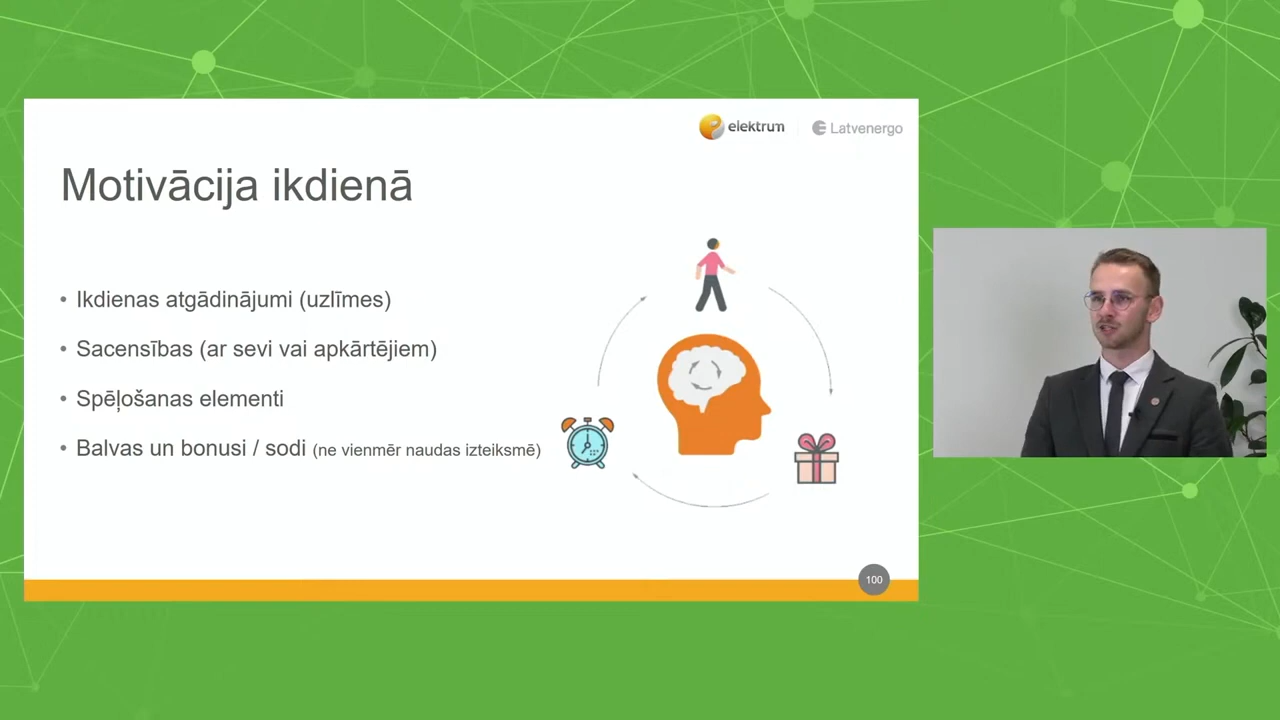 elektrum
Latvenergo
Motivācija ikdienā
• Ikdienas atgādinājumi (uzlīmes)
• Sacensības (ar sevi vai apkārtējiem)
• Spēļošanas elementi
• Balvas un bonusi / sodi (ne vienmēr naudas izteiksmē)
100